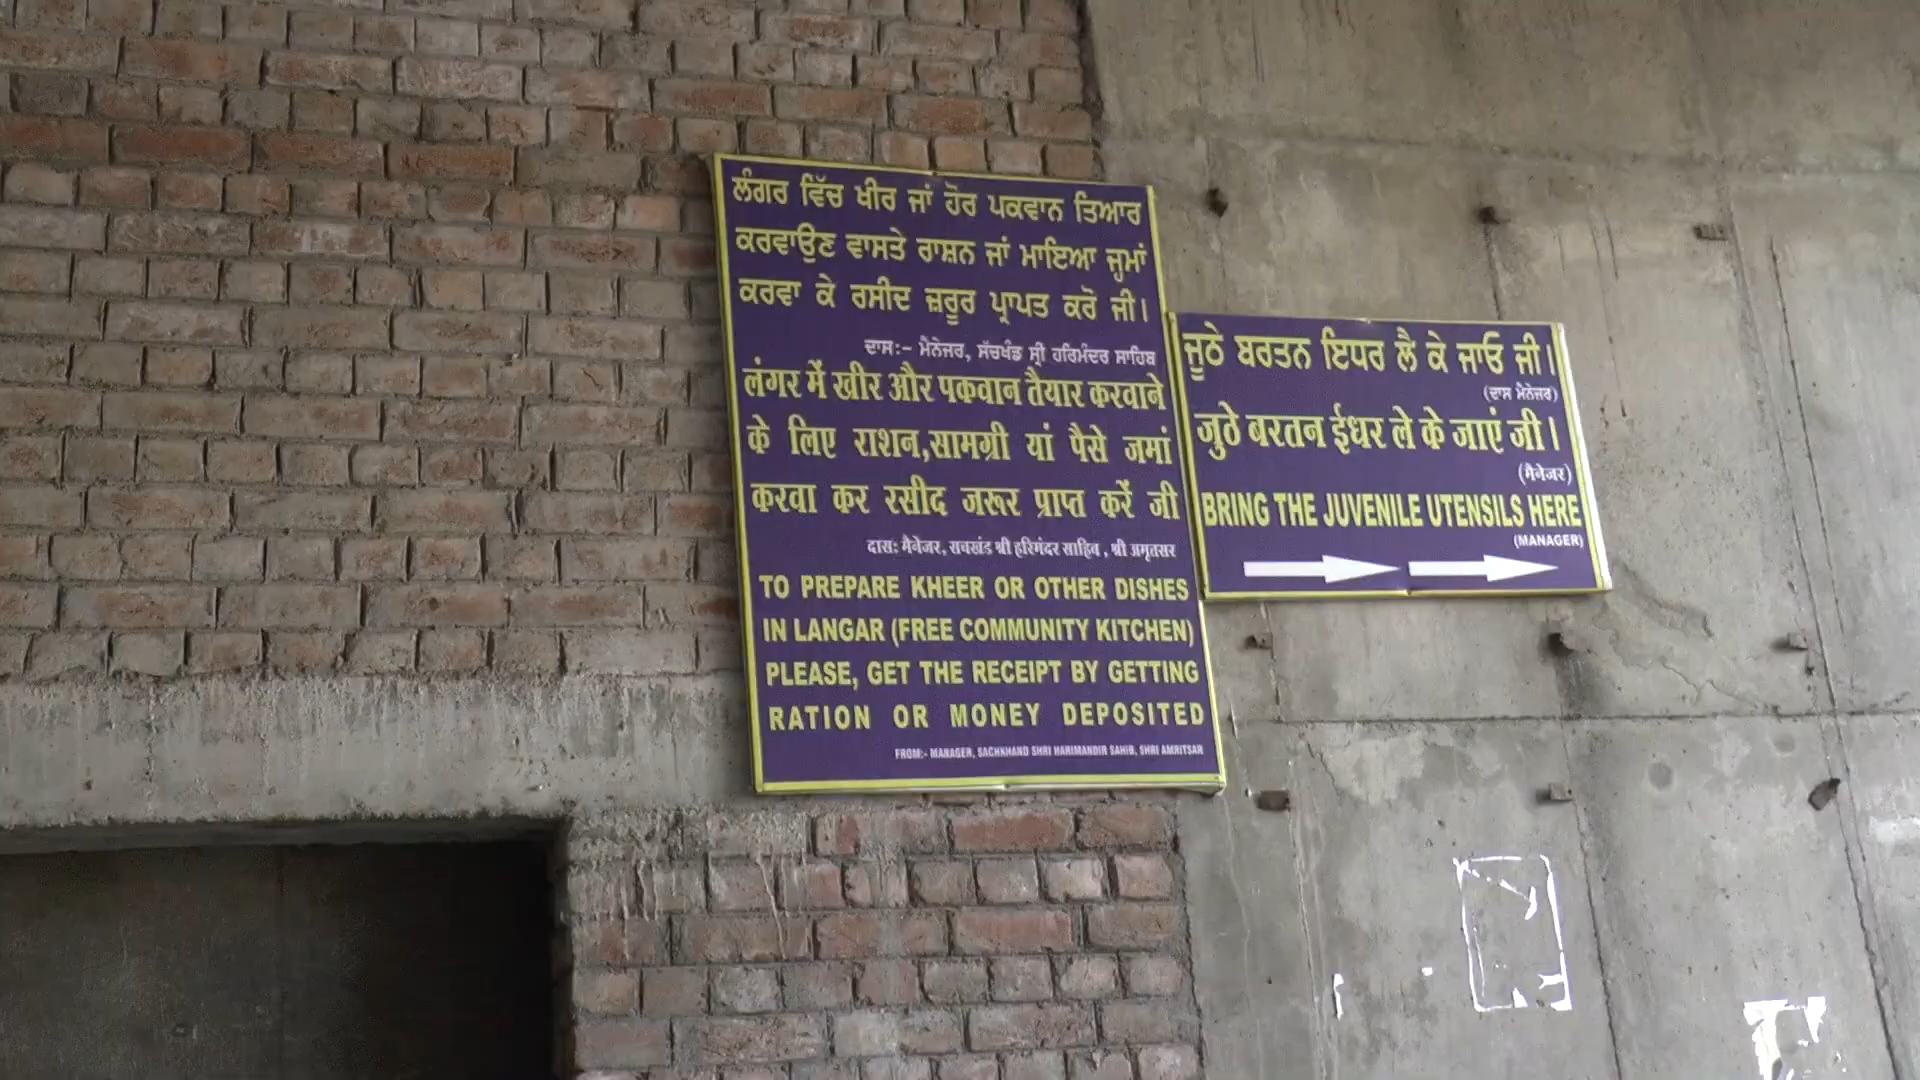 ਲੰਗਰ ਵਿੱਚ ਖੀਰ ਜਾਂ ਹੋਰ ਪਕਵਾਨ ਤਿਆਰ
ਕਰਵਾਉਣ ਵਾਸਤੇ ਰਾਸ਼ਨ ਜਾਂ ਮਾਇਆ ਜ੍ਹਮਾਂ
ਕਰਵਾ ਕੇ ਰਸੀਦ ਜ਼ਰੂਰ ਪ੍ਰਾਪਤ ਕਰੋ ਜੀ।
ਦਾਸ:- ਮੈਨੇਜਰ, ਸੱਚਖੰਡ ਸ੍ਰੀ ਹਰਿਮੰਦਰ ਸਾਹਿਬ
लंगर में खीर और पकवान तैयार करवाने
के लिए राशन,सामग्री यां पैसे जमां
करवा कर रसीद जरूर प्राप्त करें जी
दास: मैनेजर, सचखंड श्री हरिमंदर साहिब , श्री अमृतसर
TO PREPARE KHEER OR OTHER DISHES
IN LANGAR (FREE COMMUNITY KITCHEN)
PLEASE, GET THE RECEIPT BY GETTING
RATION OR MONEY DEPOSITED
FROM:- MANAGER, SACHKHAND SHRI HARIMANDIR SAHIB, SHRI AMRITSAR
ਜੂਠੇ ਬਰਤਨ ਇਧਰ ਲੈ ਕੇ ਜਾਓ ਜੀ।
(ਦਾਸ ਮੈਨੇਜਰ)
जुठे बरतन ईधर ले के जाएं जी।
(मैनेजर)
BRING THE JUVENILE UTENSILS HERE
(MANAGER)